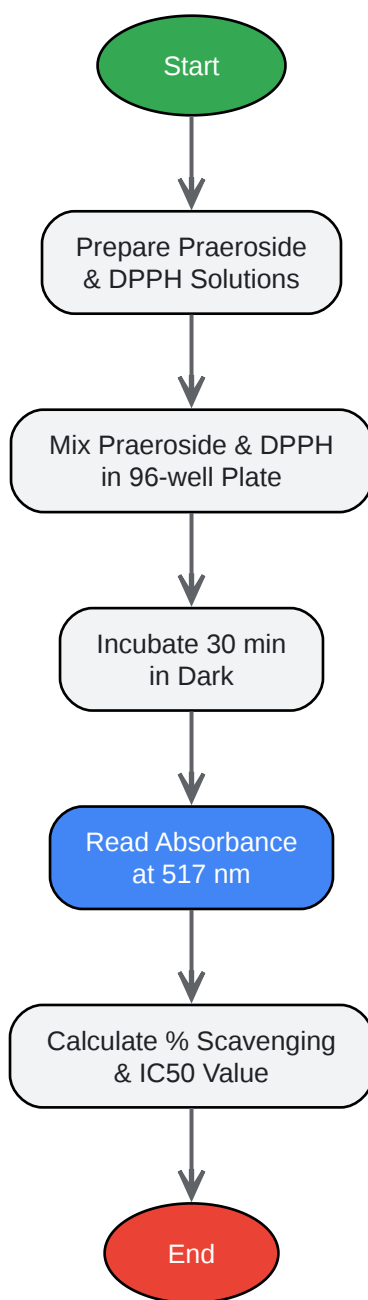 Start
Prepare Praeroside
& DPPH Solutions
Mix Praeroside & DPPH
in 96-well Plate
Incubate 30 min
in Dark
Read Absorbance
at 517 nm
Calculate % Scavenging
& IC50 Value
End